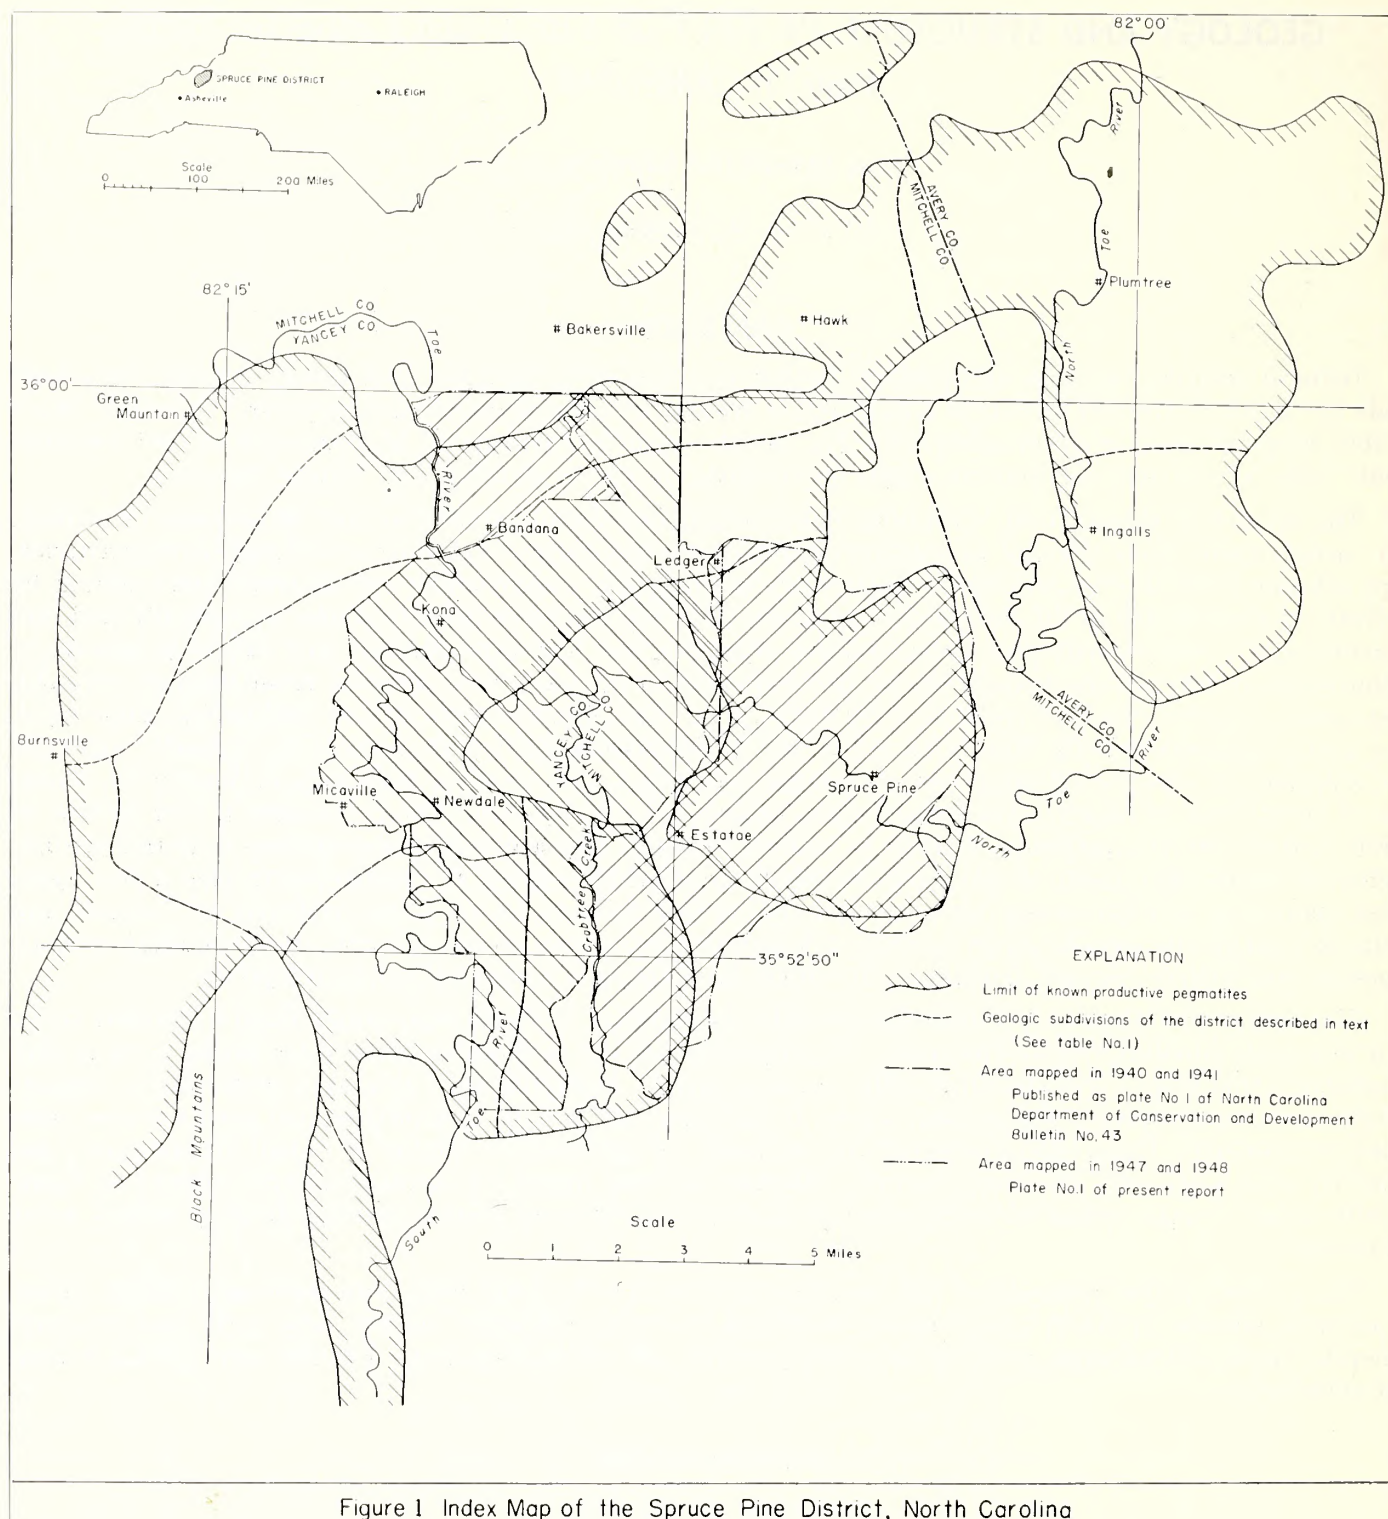 82°00'
SPRUCE PINE DISTRICT
Asheville
RALEIGH
Scale
0 100 200 Miles
River
AVERY CO.
MITCHELL CO.
Toe
Plumtree
82°15'
MITCHELL CO
YANCEY CO
Toe
Bakersville
Hawk
North
36°00'
Green
Mountain
River
Bandana
Ingalls
Ledger
Kona
AVERY CO.
MITCHELL CO.
YANCEY CO
MITCHELL CO
River
Burnsville
Micaville
Newdale
Spruce Pine
Toe
North
Estatoe
Crabtree Creek
35°52'50"
River
Toe
South
Black Mountains
EXPLANATION
Limit of known productive pegmatites
Geologic subdivisions of the district described in text
(See table No.1)
Area mapped in 1940 and 1941
Published as plate No 1 of North Carolina
Department of Conservation and Development
Bulletin No. 43
Area mapped in 1947 and 1948
Plate No.1 of present report
Scale
0 1 2 3 4 5 Miles
Figure 1 Index Map of the Spruce Pine District, North Carolina